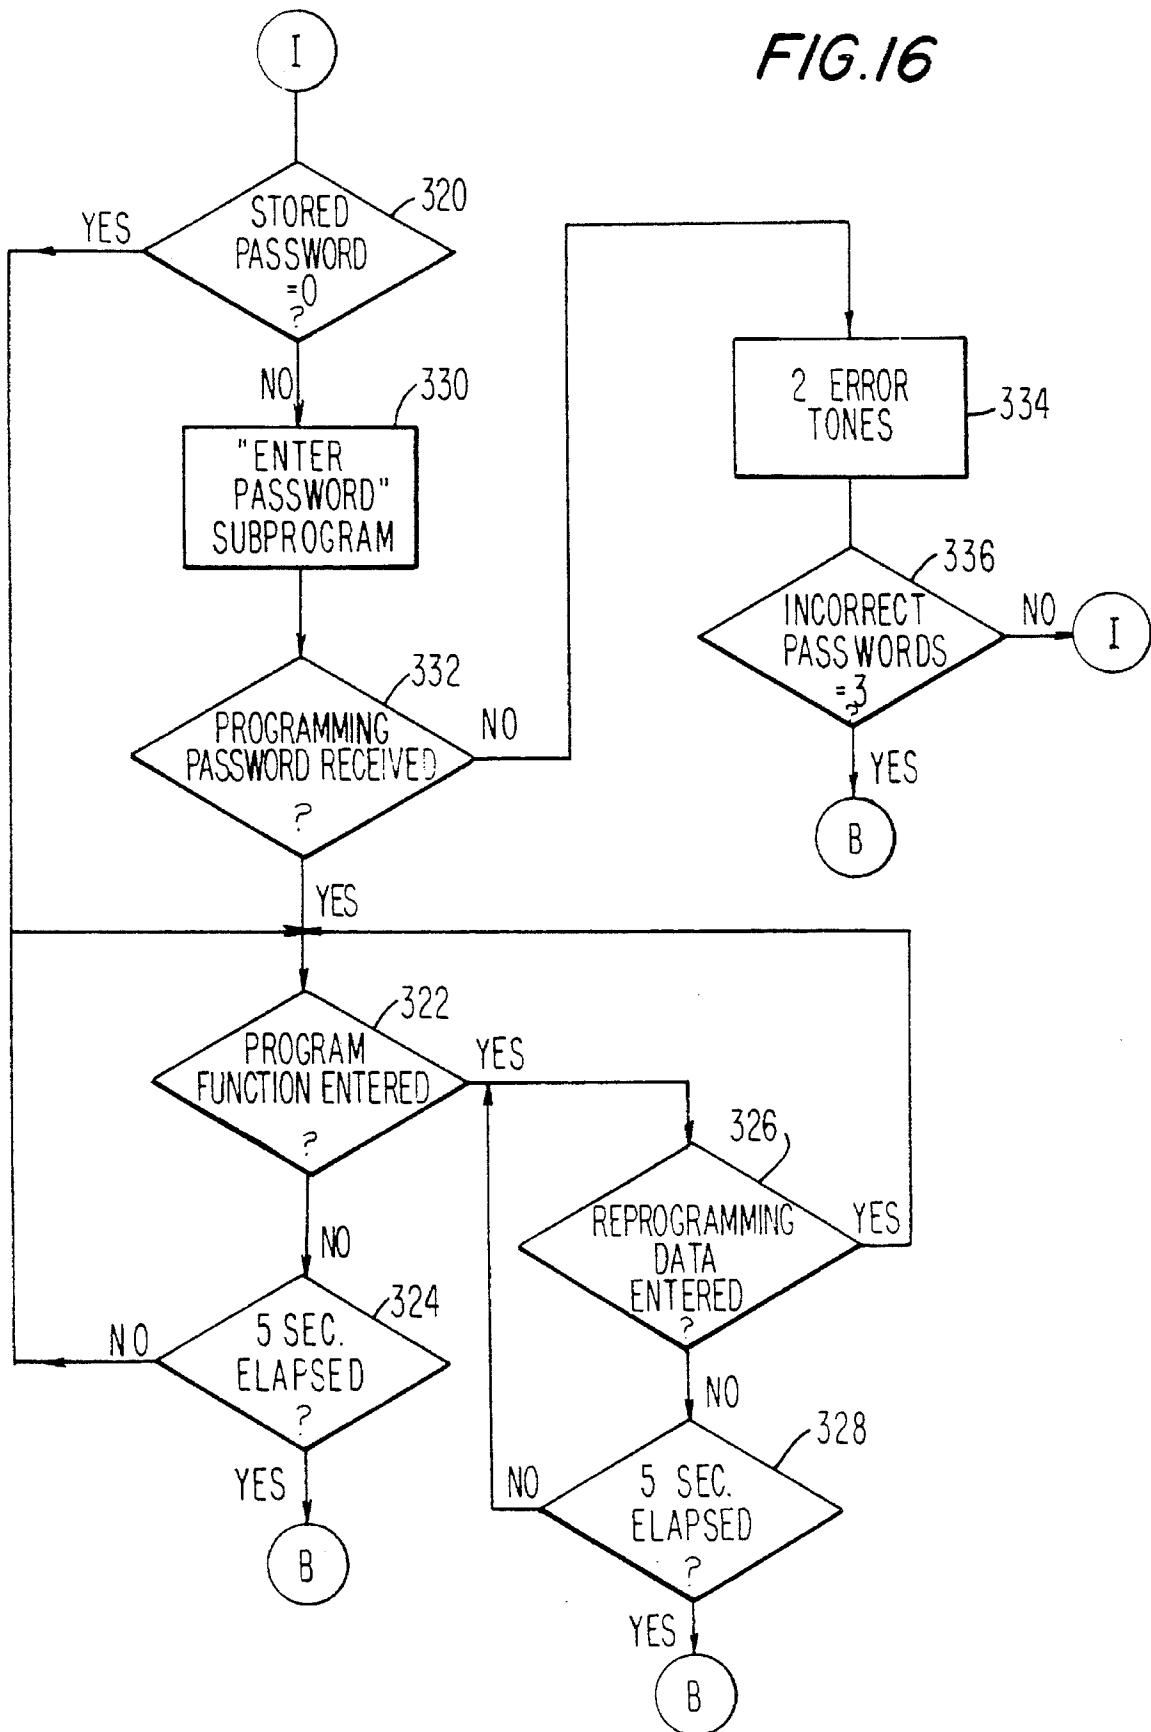 FIG.16
I
320
STORED
PASSWORD
=0
?
YES
NO
330
"ENTER
PASSWORD"
SUBPROGRAM
332
PROGRAMMING
PASSWORD RECEIVED
?
NO
YES
2 ERROR
TONES
334
336
INCORRECT
PASSWORDS
=3
?
NO
I
YES
B
322
PROGRAM
FUNCTION ENTERED
?
YES
NO
324
5 SEC.
ELAPSED
?
NO
YES
B
326
REPROGRAMMING
DATA
ENTERED
?
YES
NO
328
5 SEC.
ELAPSED
?
NO
YES
B